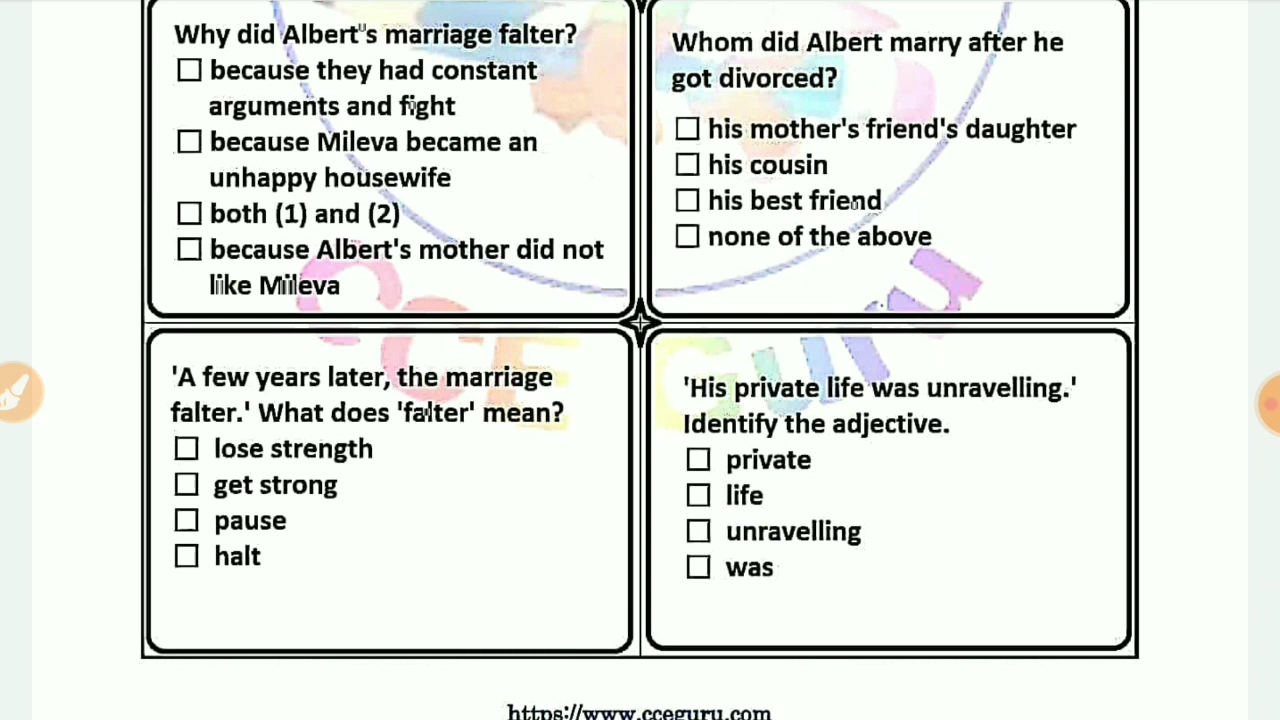 Why did Albert's marriage falter?
☐ because they had constant
arguments and fight
☐ because Mileva became an
unhappy housewife
☐ both (1) and (2)
☐ because Albert's mother did not
like Mileva
Whom did Albert marry after he
got divorced?
☐ his mother's friend's daughter
☐ his cousin
☐ his best friend
☐ none of the above
'A few years later, the marriage
falter.' What does 'falter' mean?
☐ lose strength
☐ get strong
☐ pause
☐ halt
'His private life was unravelling.'
Identify the adjective.
☐ private
☐ life
☐ unravelling
☐ was
CCE Guru
https://www.cceguru.com